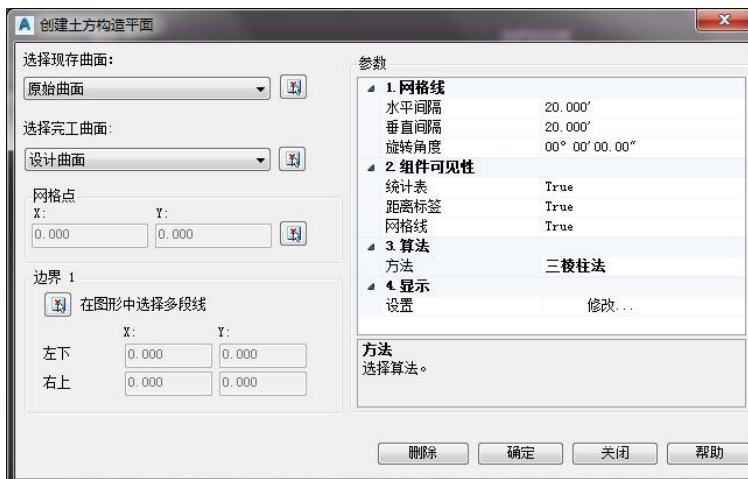 创建土方构造平面
选择现存曲面:
原始曲面
选择完工曲面:
设计曲面
网格点
X: Y:
0.000 0.000
边界 1
在图形中选择多段线
X: Y:
左下 0.000 0.000
右上 0.000 0.000
参数
1.网格线
水平间隔 20.000'
垂直间隔 20.000'
旋转角度 00° 00'00.00"
2.组件可见性
统计表 True
距离标签 True
网格线 True
3.算法
方法 三棱柱法
4.显示
设置 修改...
方法
选择算法。
删除 确定 关闭 帮助